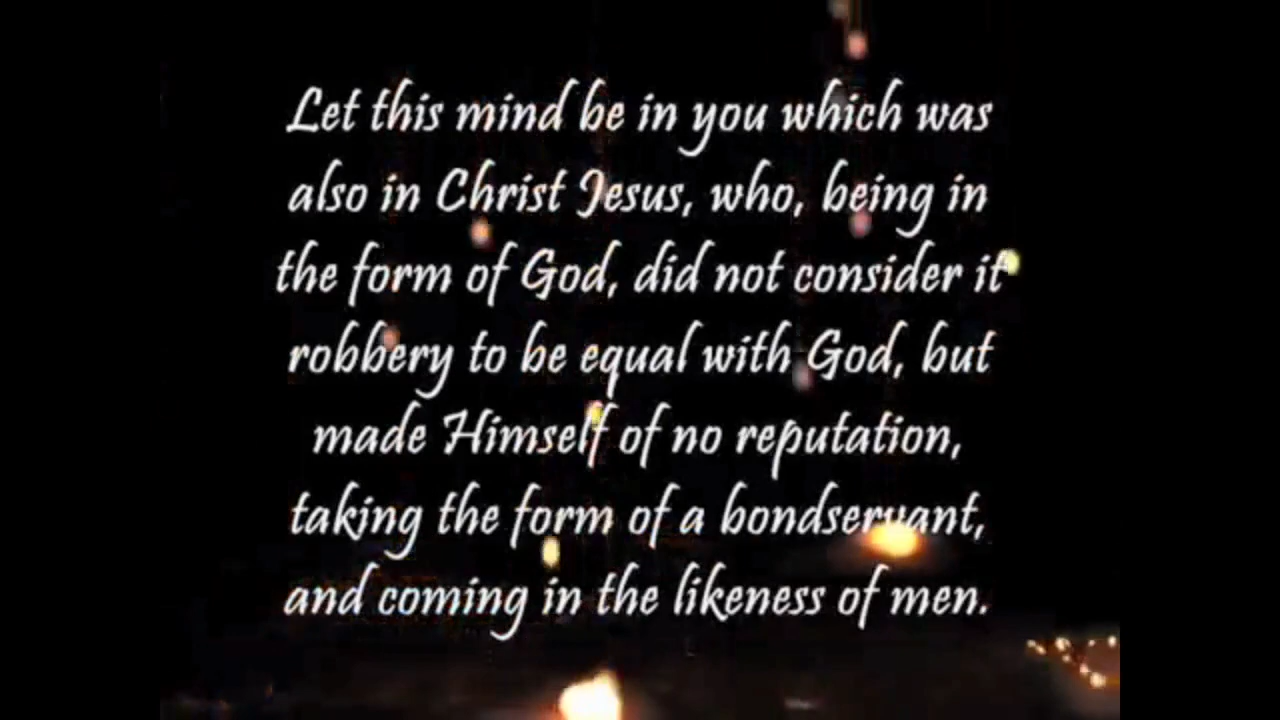 Let this mind be in you which was
also in Christ Jesus, who, being in
the form of God, did not consider it
robbery to be equal with God, but
made Himself of no reputation,
taking the form of a bondservant,
and coming in the likeness of men.